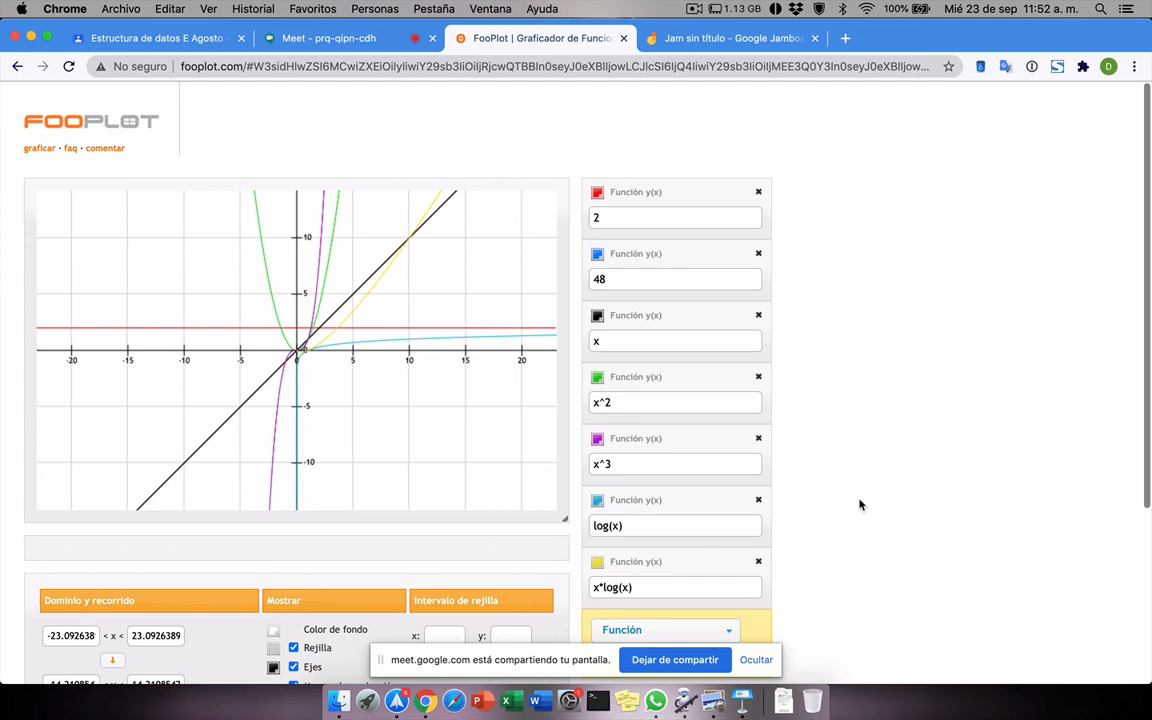 Chrome Archivo Editar Ver Historial Favoritos Personas Pestaña Ventana Ayuda 1.13 GB 100% Mié 23 de sep 11:52 a. m.
Estructura de datos E Agosto - Meet - prq-qipn-cdh FooPlot | Graficador de Funcio Jam sin título - Google Jambo
No seguro fooplot.com/#W3sidHlwZSI6MCwiZXEiOiIyIiwiY29sb3IiOiIjRjcwQTBBIn0seyJ0eXBlIjowLCJlcSI6IjQ4IiwiY29sb3IiOiIjMEE3Q0Y3In0seyJ0eXBlIjow...
FOOPLOT
graficar · faq · comentar
Función y(x)
2
Función y(x)
48
Función y(x)
x
Función y(x)
x^2
Función y(x)
x^3
Función y(x)
log(x)
Función y(x)
x*log(x)
Función
10
5
-20 -15 -10 -5 0 5 10 15 20
-5
-10
Dominio y recorrido Mostrar Intervalo de rejilla
-23.092638 < x < 23.0926389
Color de fondo
Rejilla
Ejes
x: y:
meet.google.com está compartiendo tu pantalla. Dejar de compartir Ocultar